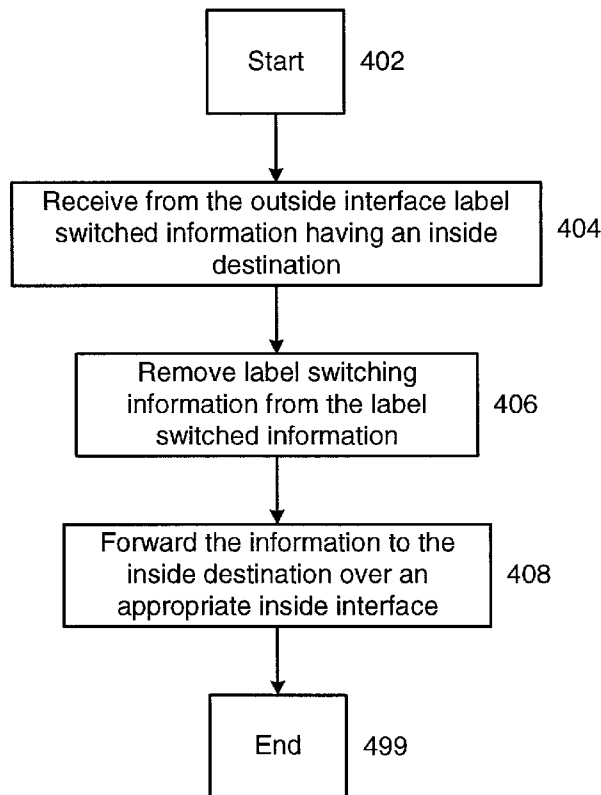 Start
402
Receive from the outside interface label
switched information having an inside
destination
404
Remove label switching
information from the label
switched information
406
Forward the information to the
inside destination over an
appropriate inside interface
408
End
499